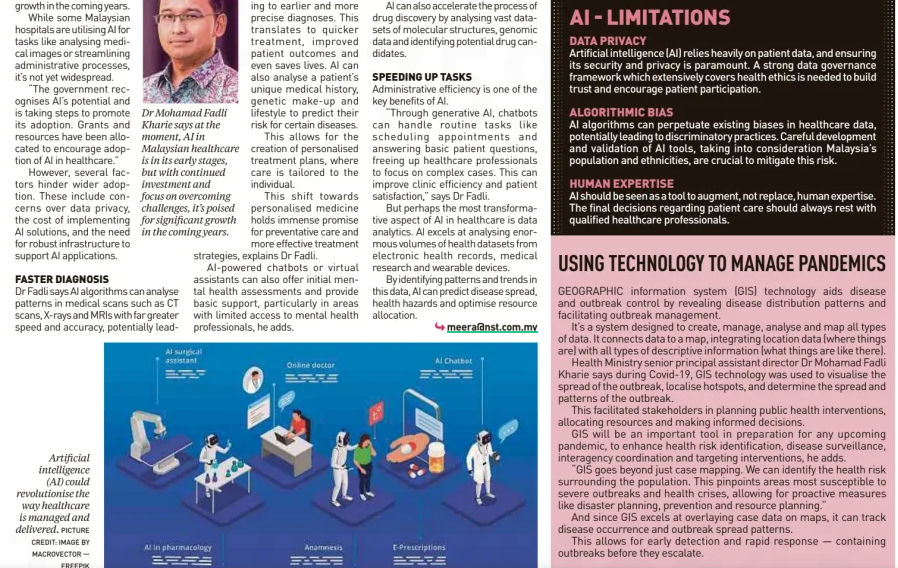 growth in the coming years.
While some Malaysian
hospitals are utilising AI for
tasks like analysing medi-
cal images or streamlining
administrative processes,
it's not yet widespread.
"The government rec-
ognises AI's potential and
is taking steps to promote
its adoption. Grants and
resources have been allo-
cated to encourage adop-
tion of AI in healthcare."
However, several fac-
tors hinder wider adop-
tion. These include con-
cerns over data privacy,
the cost of implementing
AI solutions, and the need
for robust infrastructure to
support AI applications.
FASTER DIAGNOSIS
Dr Fadli says AI algorithms can analyse
patterns in medical scans such as CT
scans, X-rays and MRIs with far greater
speed and accuracy, potentially lead-
Dr Mohamad Fadli
Kharie says at the
moment, AI in
Malaysian healthcare
is in its early stages,
but with continued
investment and
focus on overcoming
challenges, it's poised
for significant growth
in the coming years.
ing to earlier and more
precise diagnoses. This
translates to quicker
treatment, improved
patient outcomes and
even saves lives. AI can
also analyse a patient's
unique medical history,
genetic make-up and
lifestyle to predict their
risk for certain diseases.
This allows for the
creation of personalised
treatment plans, where
care is tailored to the
individual.
This shift towards
personalised medicine
holds immense promise
for preventative care and
more effective treatment
strategies, explains Dr Fadli.
AI-powered chatbots or virtual
assistants can also offer initial men-
tal health assessments and provide
basic support, particularly in areas
with limited access to mental health
professionals, he adds.
AI can also accelerate the process of
drug discovery by analysing vast data-
sets of molecular structures, genomic
data and identifying potential drug can-
didates.
SPEEDING UP TASKS
Administrative efficiency is one of the
key benefits of AI.
"Through generative AI, chatbots
can handle routine tasks like
scheduling appointments and
answering basic patient questions,
freeing up healthcare professionals
to focus on complex cases. This can
improve clinic efficiency and patient
satisfaction," says Dr Fadli.
But perhaps the most transforma-
tive aspect of AI in healthcare is data
analytics. AI excels at analysing enor-
mous volumes of health datasets from
electronic health records, medical
research and wearable devices.
By identifying patterns and trends in
this data, AI can predict disease spread,
health hazards and optimise resource
allocation.
meera@nst.com.my
Artificial
intelligence
(AI) could
revolutionise the
way healthcare
is managed and
delivered. PICTURE
CREDIT: IMAGE BY
MACROVECTOR —
FREEPIK
AI surgical
assistant
Online doctor
AI Chatbot
AI in pharmacology
Anamnesis
E-Prescriptions
AI - LIMITATIONS
DATA PRIVACY
Artificial intelligence (AI) relies heavily on patient data, and ensuring
its security and privacy is paramount. A strong data governance
framework which extensively covers health ethics is needed to build
trust and encourage patient participation.
ALGORITHMIC BIAS
AI algorithms can perpetuate existing biases in healthcare data,
potentially leading to discriminatory practices. Careful development
and validation of AI tools, taking into consideration Malaysia's
population and ethnicities, are crucial to mitigate this risk.
HUMAN EXPERTISE
AI should be seen as a tool to augment, not replace, human expertise.
The final decisions regarding patient care should always rest with
qualified healthcare professionals.
USING TECHNOLOGY TO MANAGE PANDEMICS
GEOGRAPHIC information system (GIS) technology aids disease
and outbreak control by revealing disease distribution patterns and
facilitating outbreak management.
It's a system designed to create, manage, analyse and map all types
of data. It connects data to a map, integrating location data (where things
are) with all types of descriptive information (what things are like there).
Health Ministry senior principal assistant director Dr Mohamad Fadli
Kharie says during Covid-19, GIS technology was used to visualise the
spread of the outbreak, localise hotspots, and determine the spread and
patterns of the outbreak.
This facilitated stakeholders in planning public health interventions,
allocating resources and making informed decisions.
GIS will be an important tool in preparation for any upcoming
pandemic, to enhance health risk identification, disease surveillance,
interagency coordination and targeting interventions, he adds.
"GIS goes beyond just case mapping. We can identify the health risk
surrounding the population. This pinpoints areas most susceptible to
severe outbreaks and health crises, allowing for proactive measures
like disaster planning, prevention and resource planning."
And since GIS excels at overlaying case data on maps, it can track
disease occurrence and outbreak spread patterns.
This allows for early detection and rapid response — containing
outbreaks before they escalate.